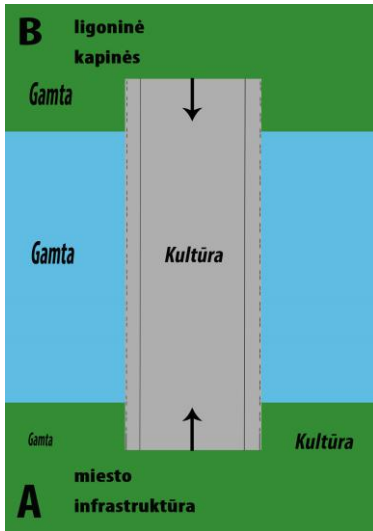 B ligoninė
kapinės
Gamta
Gamta Kultūra
Gamta Kultūra
miesto
A infrastruktūra